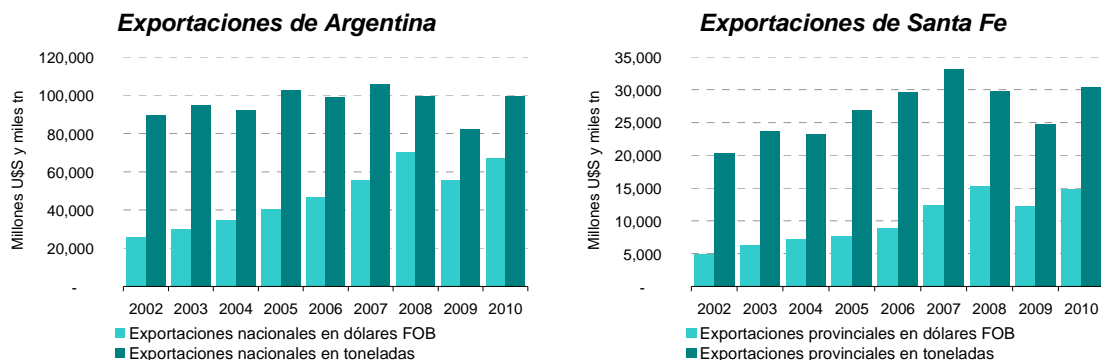 Exportaciones de Argentina
120,000
100,000
80,000
60,000
40,000
20,000
-
Millones U$S y miles tn
2002 2003 2004 2005 2006 2007 2008 2009 2010
Exportaciones nacionales en dólares FOB
Exportaciones nacionales en toneladas
Exportaciones de Santa Fe
35,000
30,000
25,000
20,000
15,000
10,000
5,000
-
Millones U$S y miles tn
2002 2003 2004 2005 2006 2007 2008 2009 2010
Exportaciones provinciales en dólares FOB
Exportaciones provinciales en toneladas